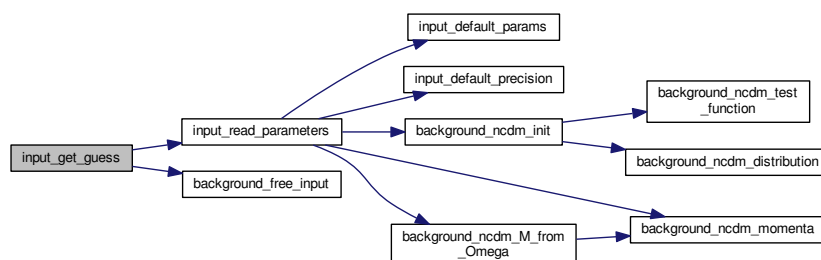 input_default_params
input_default_precision
background_ncdm_test
_function
input_read_parameters
background_ncdm_init
input_get_guess
background_ncdm_distribution
background_free_input
background_ncdm_momenta
background_ncdm_M_from
_Omega